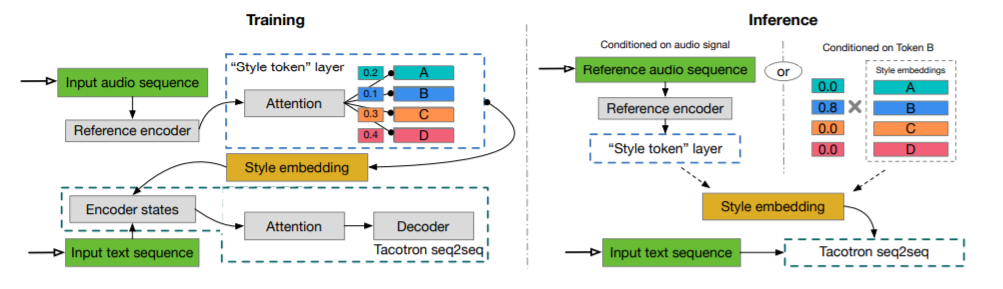 Training
Input audio sequence
Reference encoder
“Style token” layer
Attention
0.2 A
0.1 B
0.3 C
0.4 D
Style embedding
Encoder states
Input text sequence
Attention
Decoder
Tacotron seq2seq
Inference
Conditioned on audio signal
Reference audio sequence
Reference encoder
“Style token” layer
or
Conditioned on Token B
Style embeddings
0.0 A
0.8 B
0.0 C
0.0 D
Style embedding
Input text sequence
Tacotron seq2seq